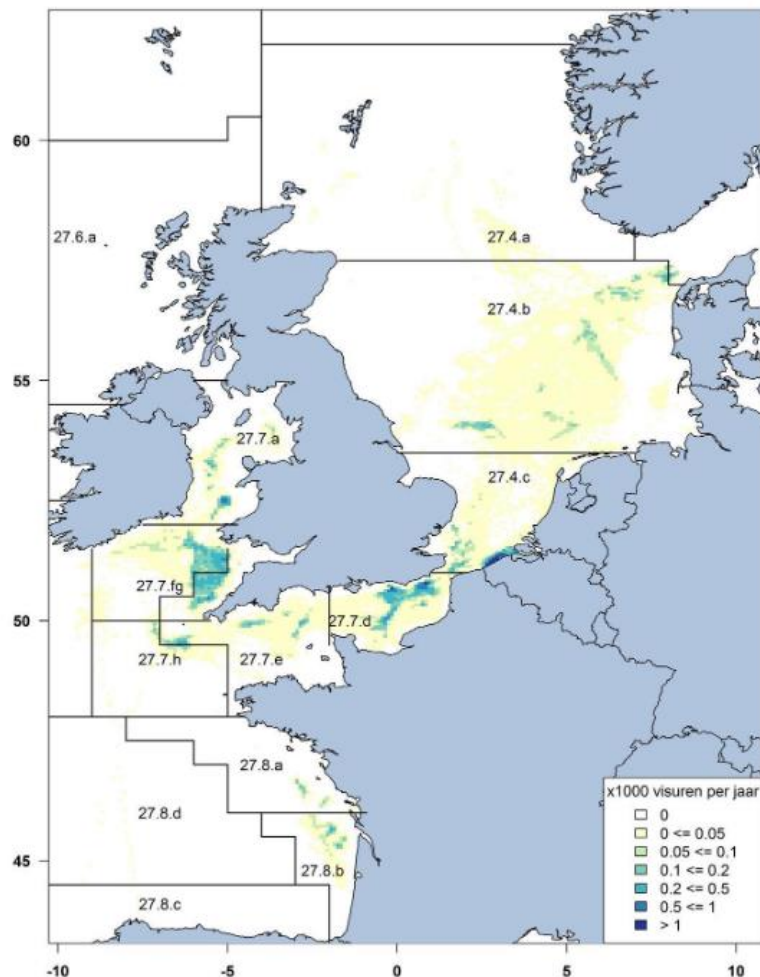 60
55
50
45
27.6.a
27.4.a
27.4.b
27.7.a
27.4.c
27.7.fg
27.7.d
27.7.h
27.7.e
27.8.a
27.8.d
27.8.b
27.8.c
x1000 visuren per jaar
0
0 <= 0.05
0.05 <= 0.1
0.1 <= 0.2
0.2 <= 0.5
0.5 <= 1
> 1
-10
-5
0
5
10